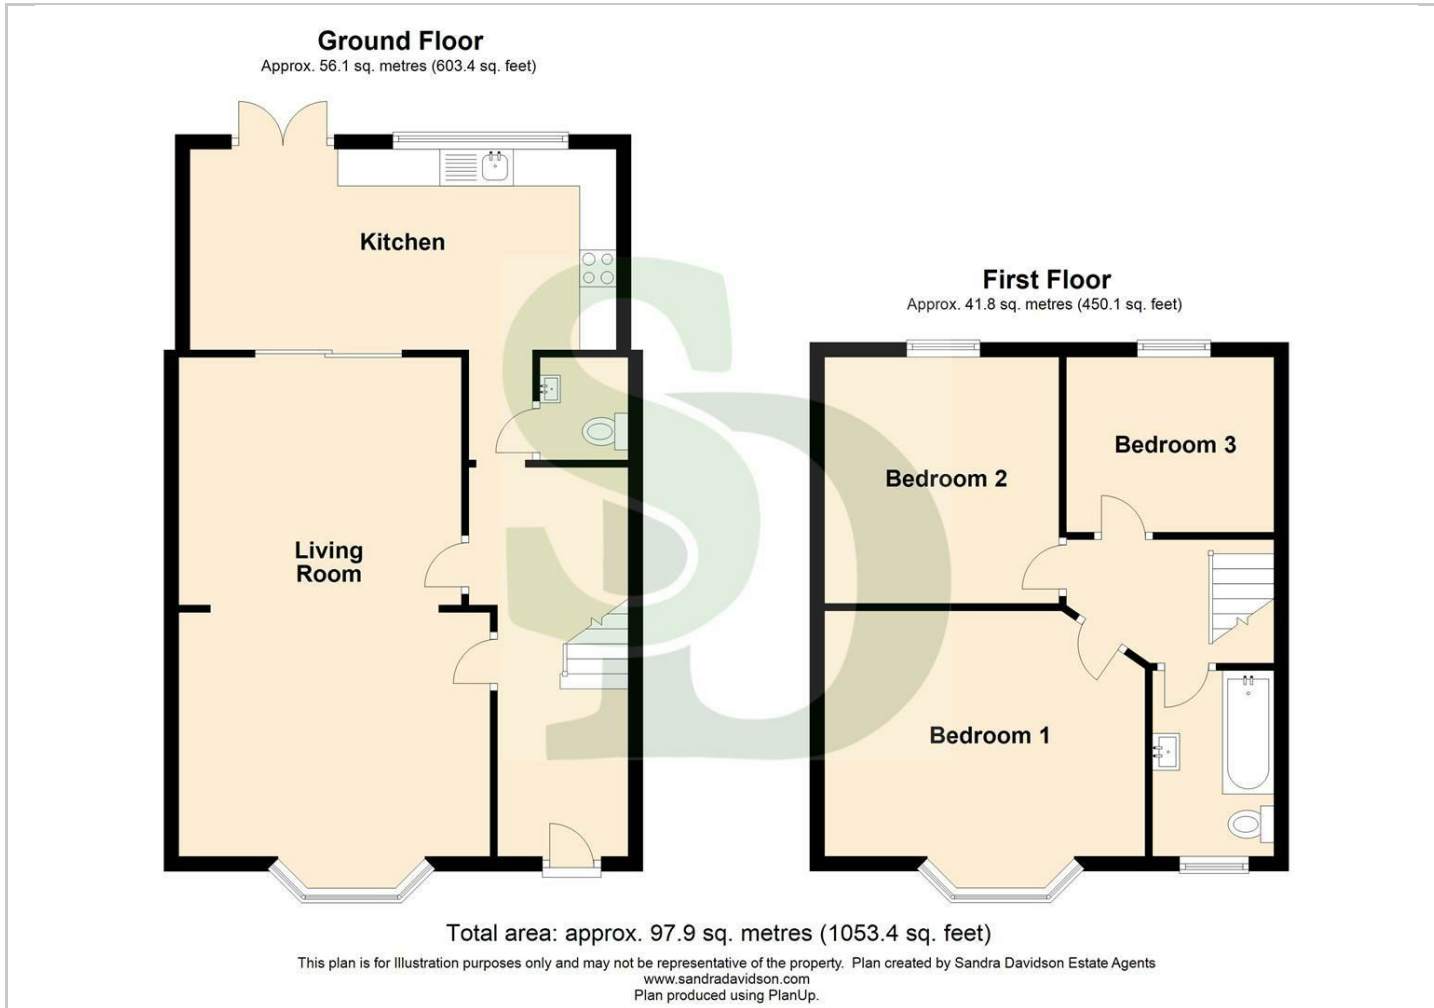 Ground Floor
Approx. 56.1 sq. metres (603.4 sq. feet)
Kitchen
Living
Room
First Floor
Approx. 41.8 sq. metres (450.1 sq. feet)
Bedroom 2
Bedroom 3
Bedroom 1
SD
Total area: approx. 97.9 sq. metres (1053.4 sq. feet)
This plan is for Illustration purposes only and may not be representative of the property. Plan created by Sandra Davidson Estate Agents
www.sandradavidson.com
Plan produced using PlanUp.